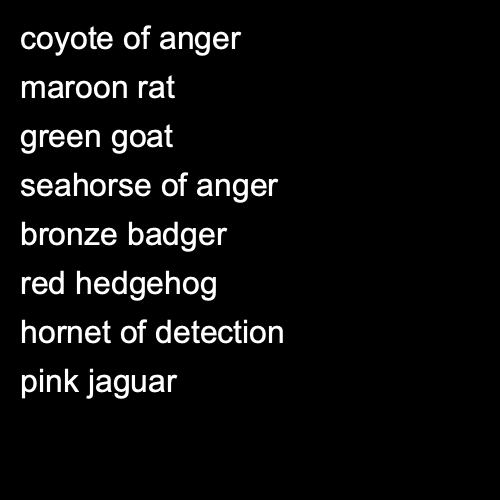 coyote of anger
maroon rat
green goat
seahorse of anger
bronze badger
red hedgehog
hornet of detection
pink jaguar